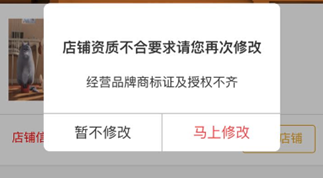 店铺资质不合要求请您再次修改
经营品牌商标证及授权不齐
暂不修改
马上修改
店铺信
店铺